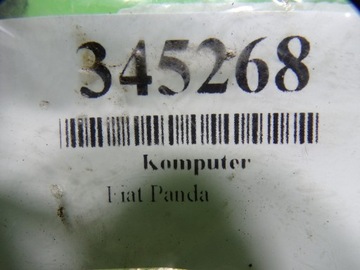 345268
Komputer
Fiat Panda